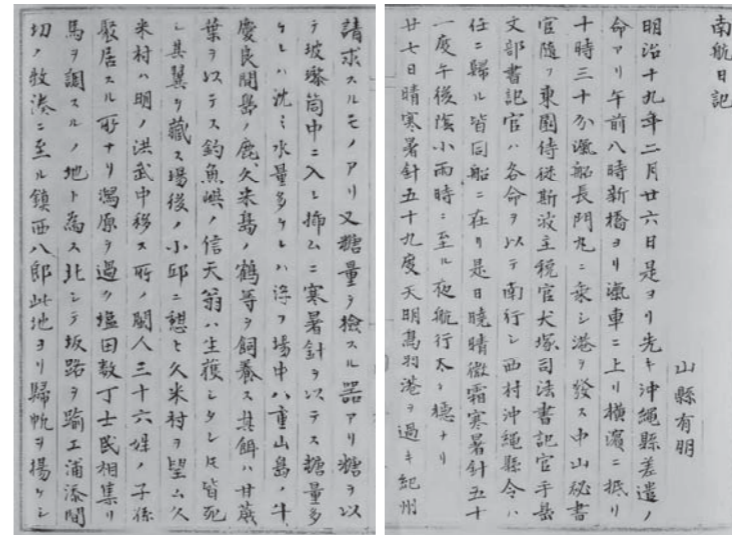 南航日記
山縣有朋
明治十九年二月廿六日是ヨリ先キ沖繩縣差遣ノ
命アリ午前八時新橋ヨリ滊車ニ上リ横濵ニ抵リ
十時三十分滊船長門丸ニ乗シ港ヲ發ス中山秘書
官隨フ東園侍從斯波主税官犬塚司法書記官手島
文部書記官ハ各命ヲ以テ南行シ西村沖繩縣令ハ
任ニ歸ル皆同船ニ在リ是日曉晴微霜寒暑針五十
一度午後陰小雨時ニ至ル夜航行太タ穏ナリ
廿七日晴寒暑針五十九度天明鳥羽港ヲ過キ紀州
請求スルモノアリ又糖量ヲ檢スル器アリ糖ヲ以
テ玻璨筒中ニ入レ挿ムニ寒暑針ヲ以テス糖量多
ケレハ沈ミ水量多ケレハ浮フ場中八重山島ノ牛
慶良間島ノ鹿久米島ノ鶴等ヲ飼養ス其餌ハ甘蔗
葉ヲ以テス釣魚嶼ノ信天翁ハ生獲シタレ𪜈皆死
シ其翼ヲ藏ス場後ノ小邱ニ憩ヒ久米村ヲ望ム久
米村ハ明ノ洪武中移ス所ノ閩人三十六姓ノ子孫
聚居スル所ナリ潟原ヲ過ク塩田数丁士民相集リ
馬ヲ調スルノ地ト為ス北シテ坂路ヲ踰エ浦添間
切ノ牧湊ニ至ル鎮西八郎此地ヨリ歸帆ヲ揚ケシ